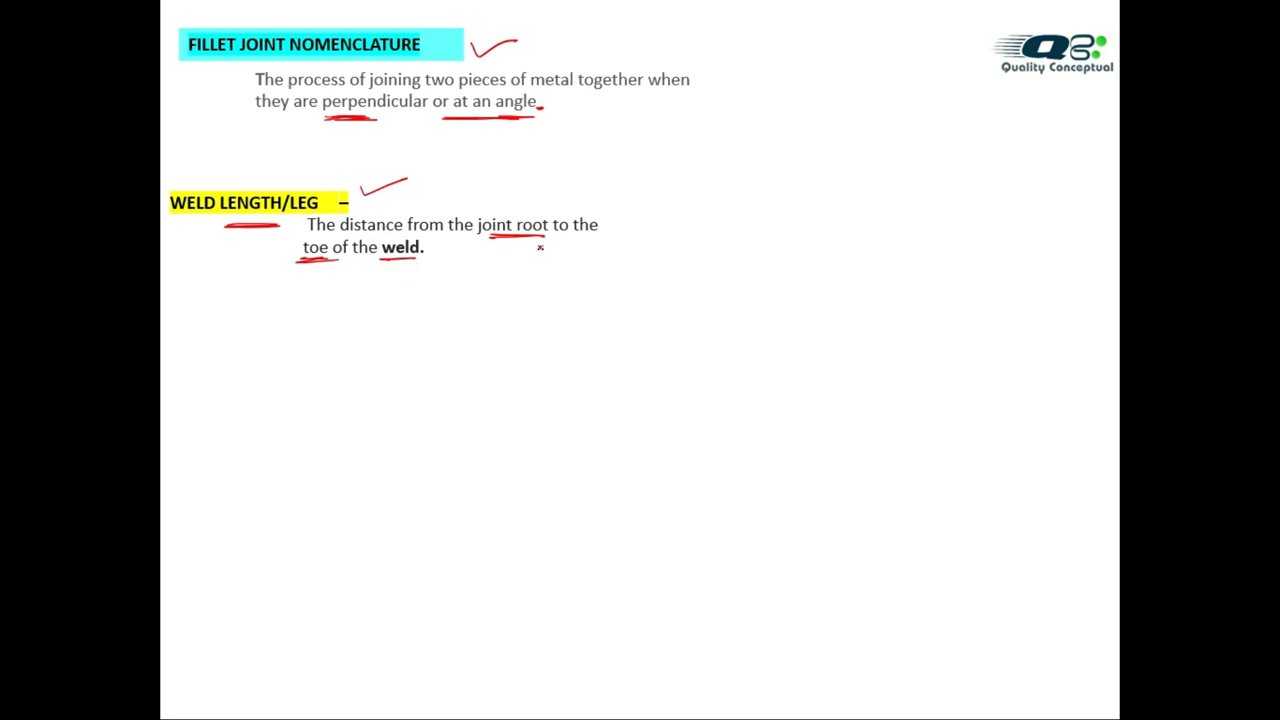 FILLET JOINT NOMENCLATURE
The process of joining two pieces of metal together when
they are perpendicular or at an angle.
WELD LENGTH/LEG –
The distance from the joint root to the
toe of the weld.
Quality Conceptual